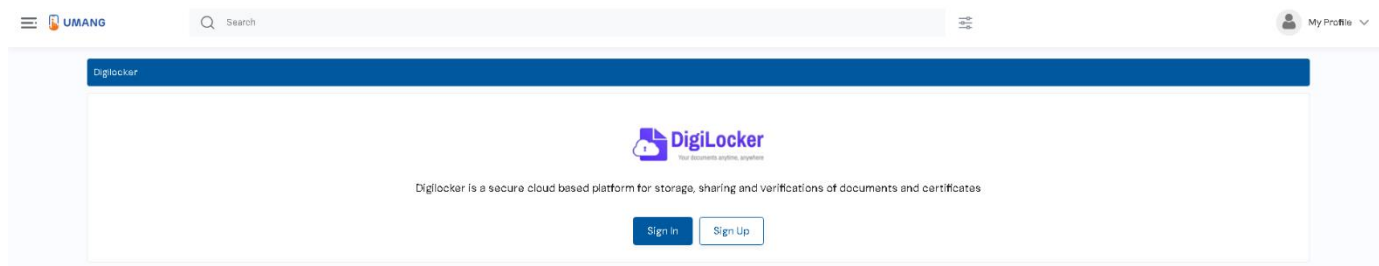 UMANG
Search
My Profile
Digilocker
DigiLocker
Your documents anytime, anywhere
Digilocker is a secure cloud based platform for storage, sharing and verifications of documents and certificates
Sign In
Sign Up